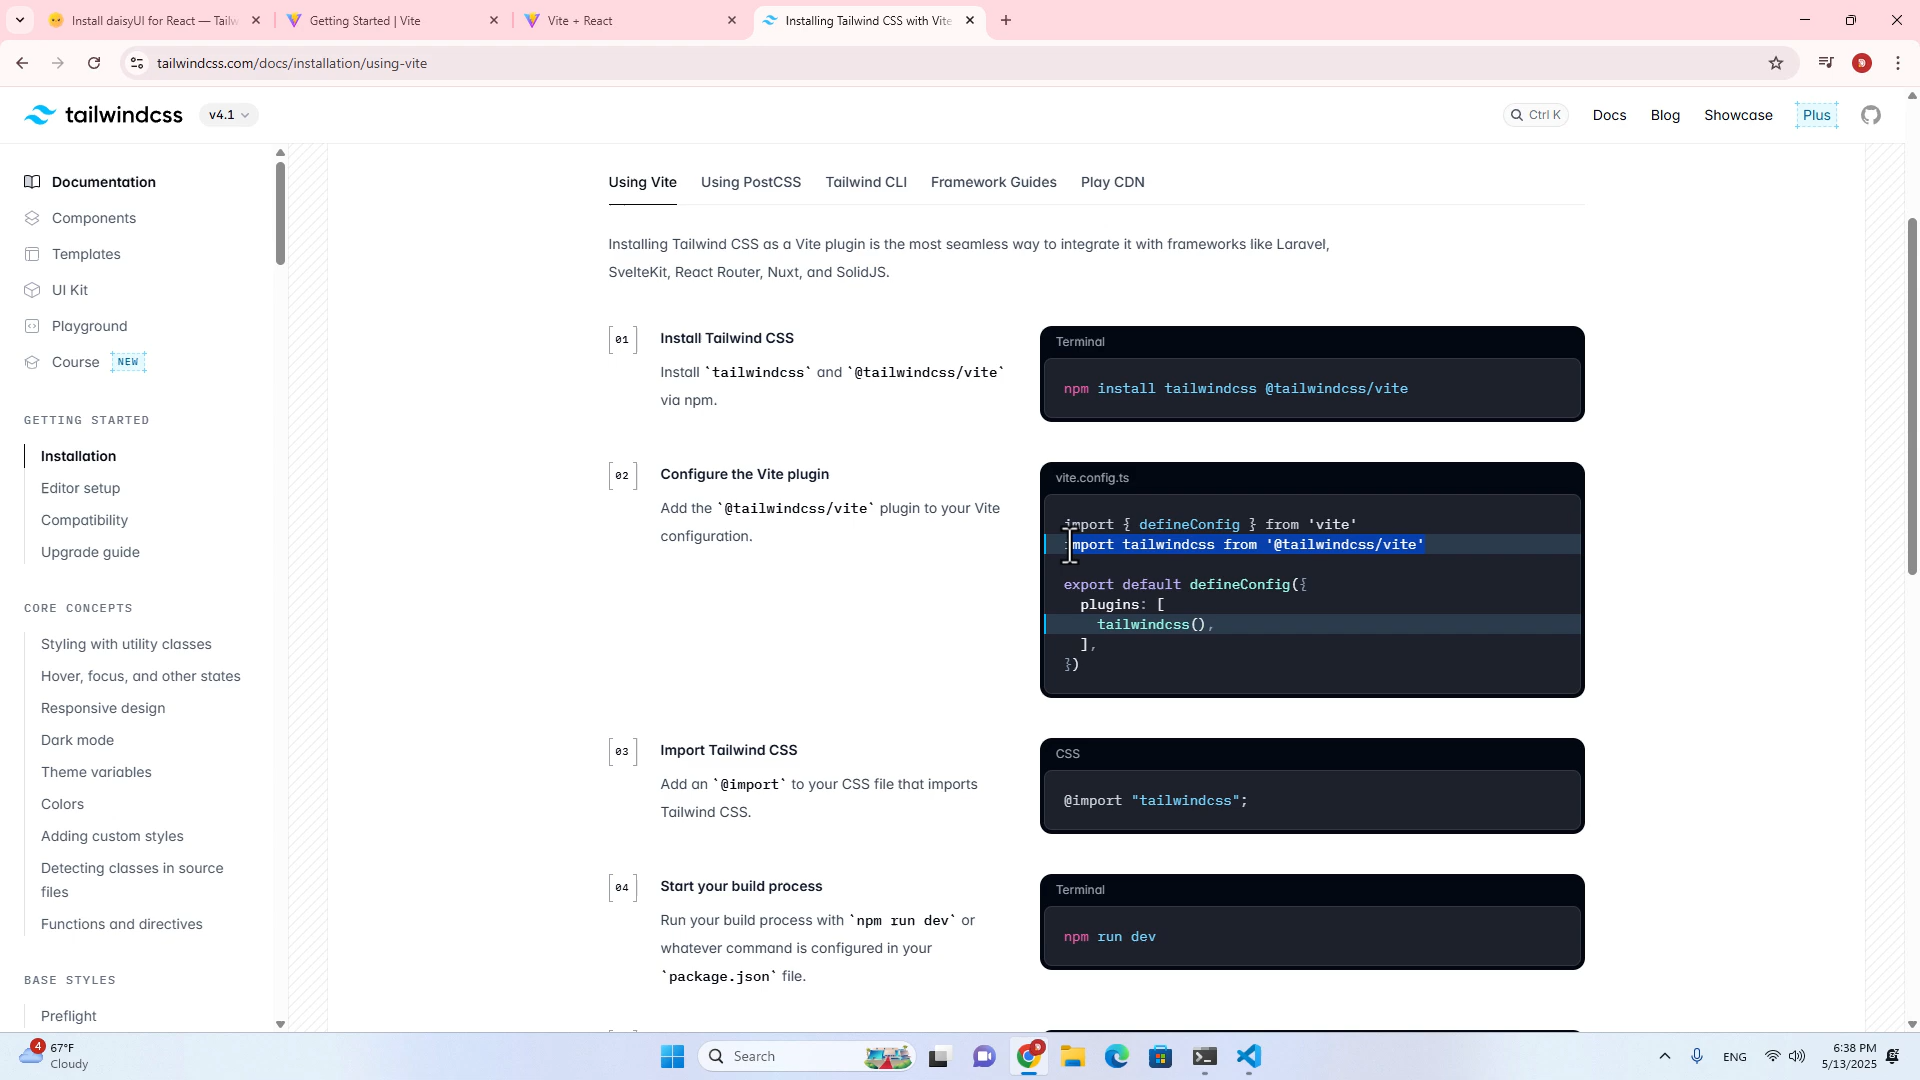 Install daisyUI for React — Tailw
Getting Started | Vite
Vite + React
Installing Tailwind CSS with Vite
tailwindcss.com/docs/installation/using-vite
tailwindcss
v4.1
Ctrl K
Docs
Blog
Showcase
Plus
Documentation
Components
Templates
UI Kit
Playground
Course NEW
GETTING STARTED
Installation
Editor setup
Compatibility
Upgrade guide
CORE CONCEPTS
Styling with utility classes
Hover, focus, and other states
Responsive design
Dark mode
Theme variables
Colors
Adding custom styles
Detecting classes in source
files
Functions and directives
BASE STYLES
Preflight
Using Vite
Using PostCSS
Tailwind CLI
Framework Guides
Play CDN
Installing Tailwind CSS as a Vite plugin is the most seamless way to integrate it with frameworks like Laravel,
SvelteKit, React Router, Nuxt, and SolidJS.
01
Install Tailwind CSS
Install `tailwindcss` and `@tailwindcss/vite`
via npm.
Terminal
npm install tailwindcss @tailwindcss/vite
02
Configure the Vite plugin
Add the `@tailwindcss/vite` plugin to your Vite
configuration.
vite.config.ts
import { defineConfig } from 'vite'
import tailwindcss from '@tailwindcss/vite'
export default defineConfig({
plugins: [
tailwindcss(),
],
})
03
Import Tailwind CSS
Add an `@import` to your CSS file that imports
Tailwind CSS.
CSS
@import "tailwindcss";
04
Start your build process
Run your build process with `npm run dev` or
whatever command is configured in your
`package.json` file.
Terminal
npm run dev
4
67°F
Cloudy
Search
ENG
6:38 PM
5/13/2025